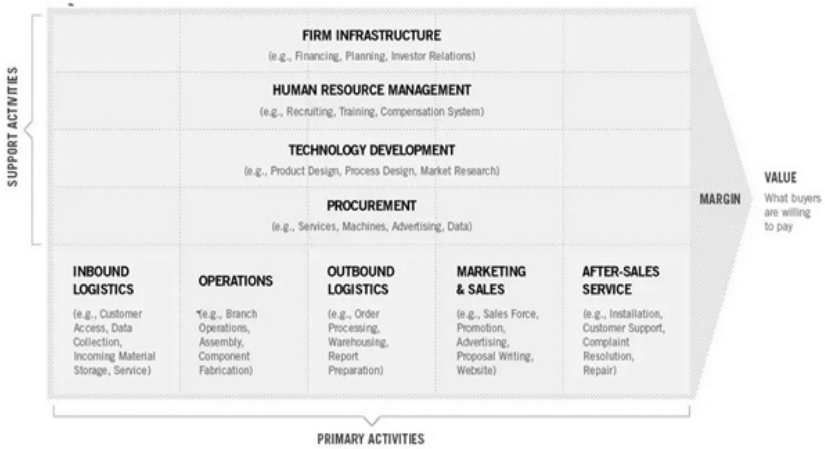 FIRM INFRASTRUCTURE
(e.g., Financing, Planning, Investor Relations)
HUMAN RESOURCE MANAGEMENT
(e.g., Recruiting, Training, Compensation System)
TECHNOLOGY DEVELOPMENT
(e.g., Product Design, Process Design, Market Research)
PROCUREMENT
(e.g., Services, Machines, Advertising, Data)
SUPPORT ACTIVITIES
MARGIN
VALUE
What buyers
are willing
to pay
INBOUND
LOGISTICS
(e.g., Customer
Access, Data
Collection,
Incoming Material
Storage, Service)
OPERATIONS
(e.g., Branch
Operations,
Assembly,
Component
Fabrication)
OUTBOUND
LOGISTICS
(e.g., Order
Processing,
Warehousing,
Report
Preparation)
MARKETING
& SALES
(e.g., Sales Force,
Promotion,
Advertising,
Proposal Writing,
Website)
AFTER-SALES
SERVICE
(e.g., Installation,
Customer Support,
Complaint
Resolution,
Repair)
PRIMARY ACTIVITIES